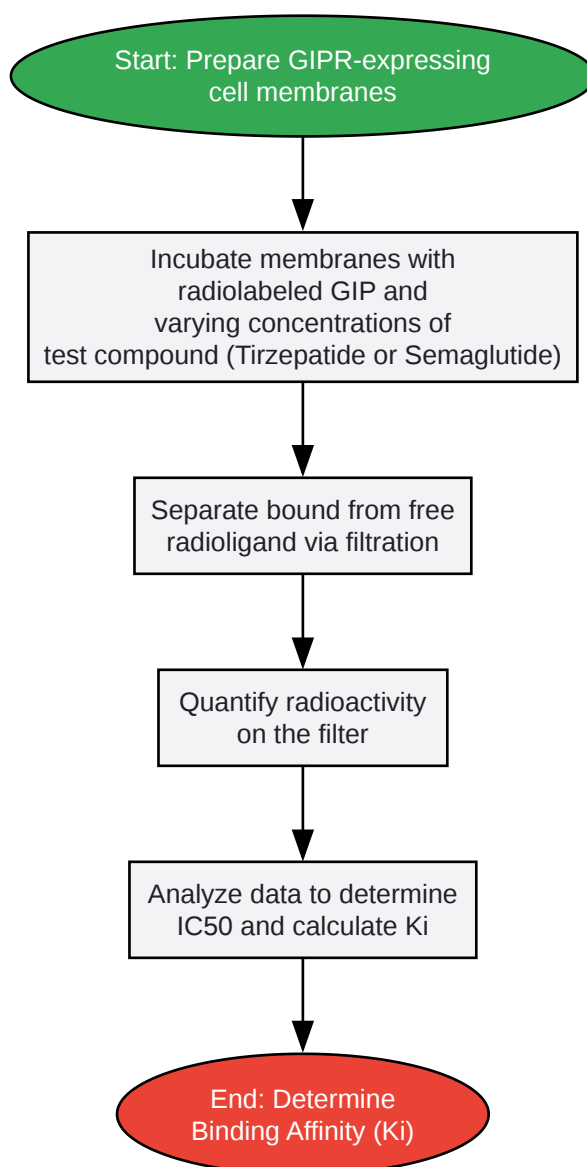 Start: Prepare GIPR-expressing
cell membranes
Incubate membranes with
radiolabeled GIP and
varying concentrations of
test compound (Tirzepatide or Semaglutide)
Separate bound from free
radioligand via filtration
Quantify radioactivity
on the filter
Analyze data to determine
IC50 and calculate Ki
End: Determine
Binding Affinity (Ki)